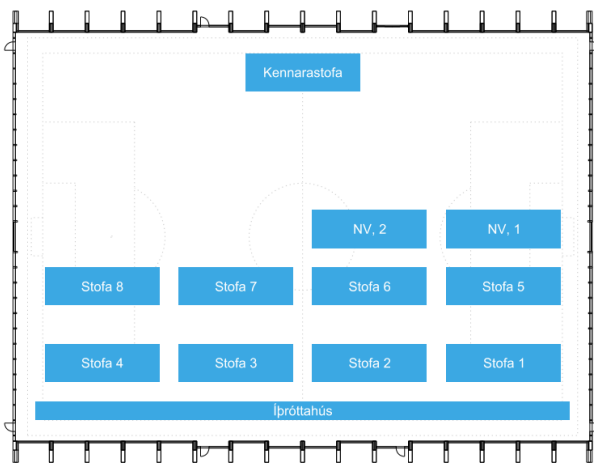 Kennarastofa
NV, 2
NV, 1
Stofa 8
Stofa 7
Stofa 6
Stofa 5
Stofa 4
Stofa 3
Stofa 2
Stofa 1
Íþróttahús